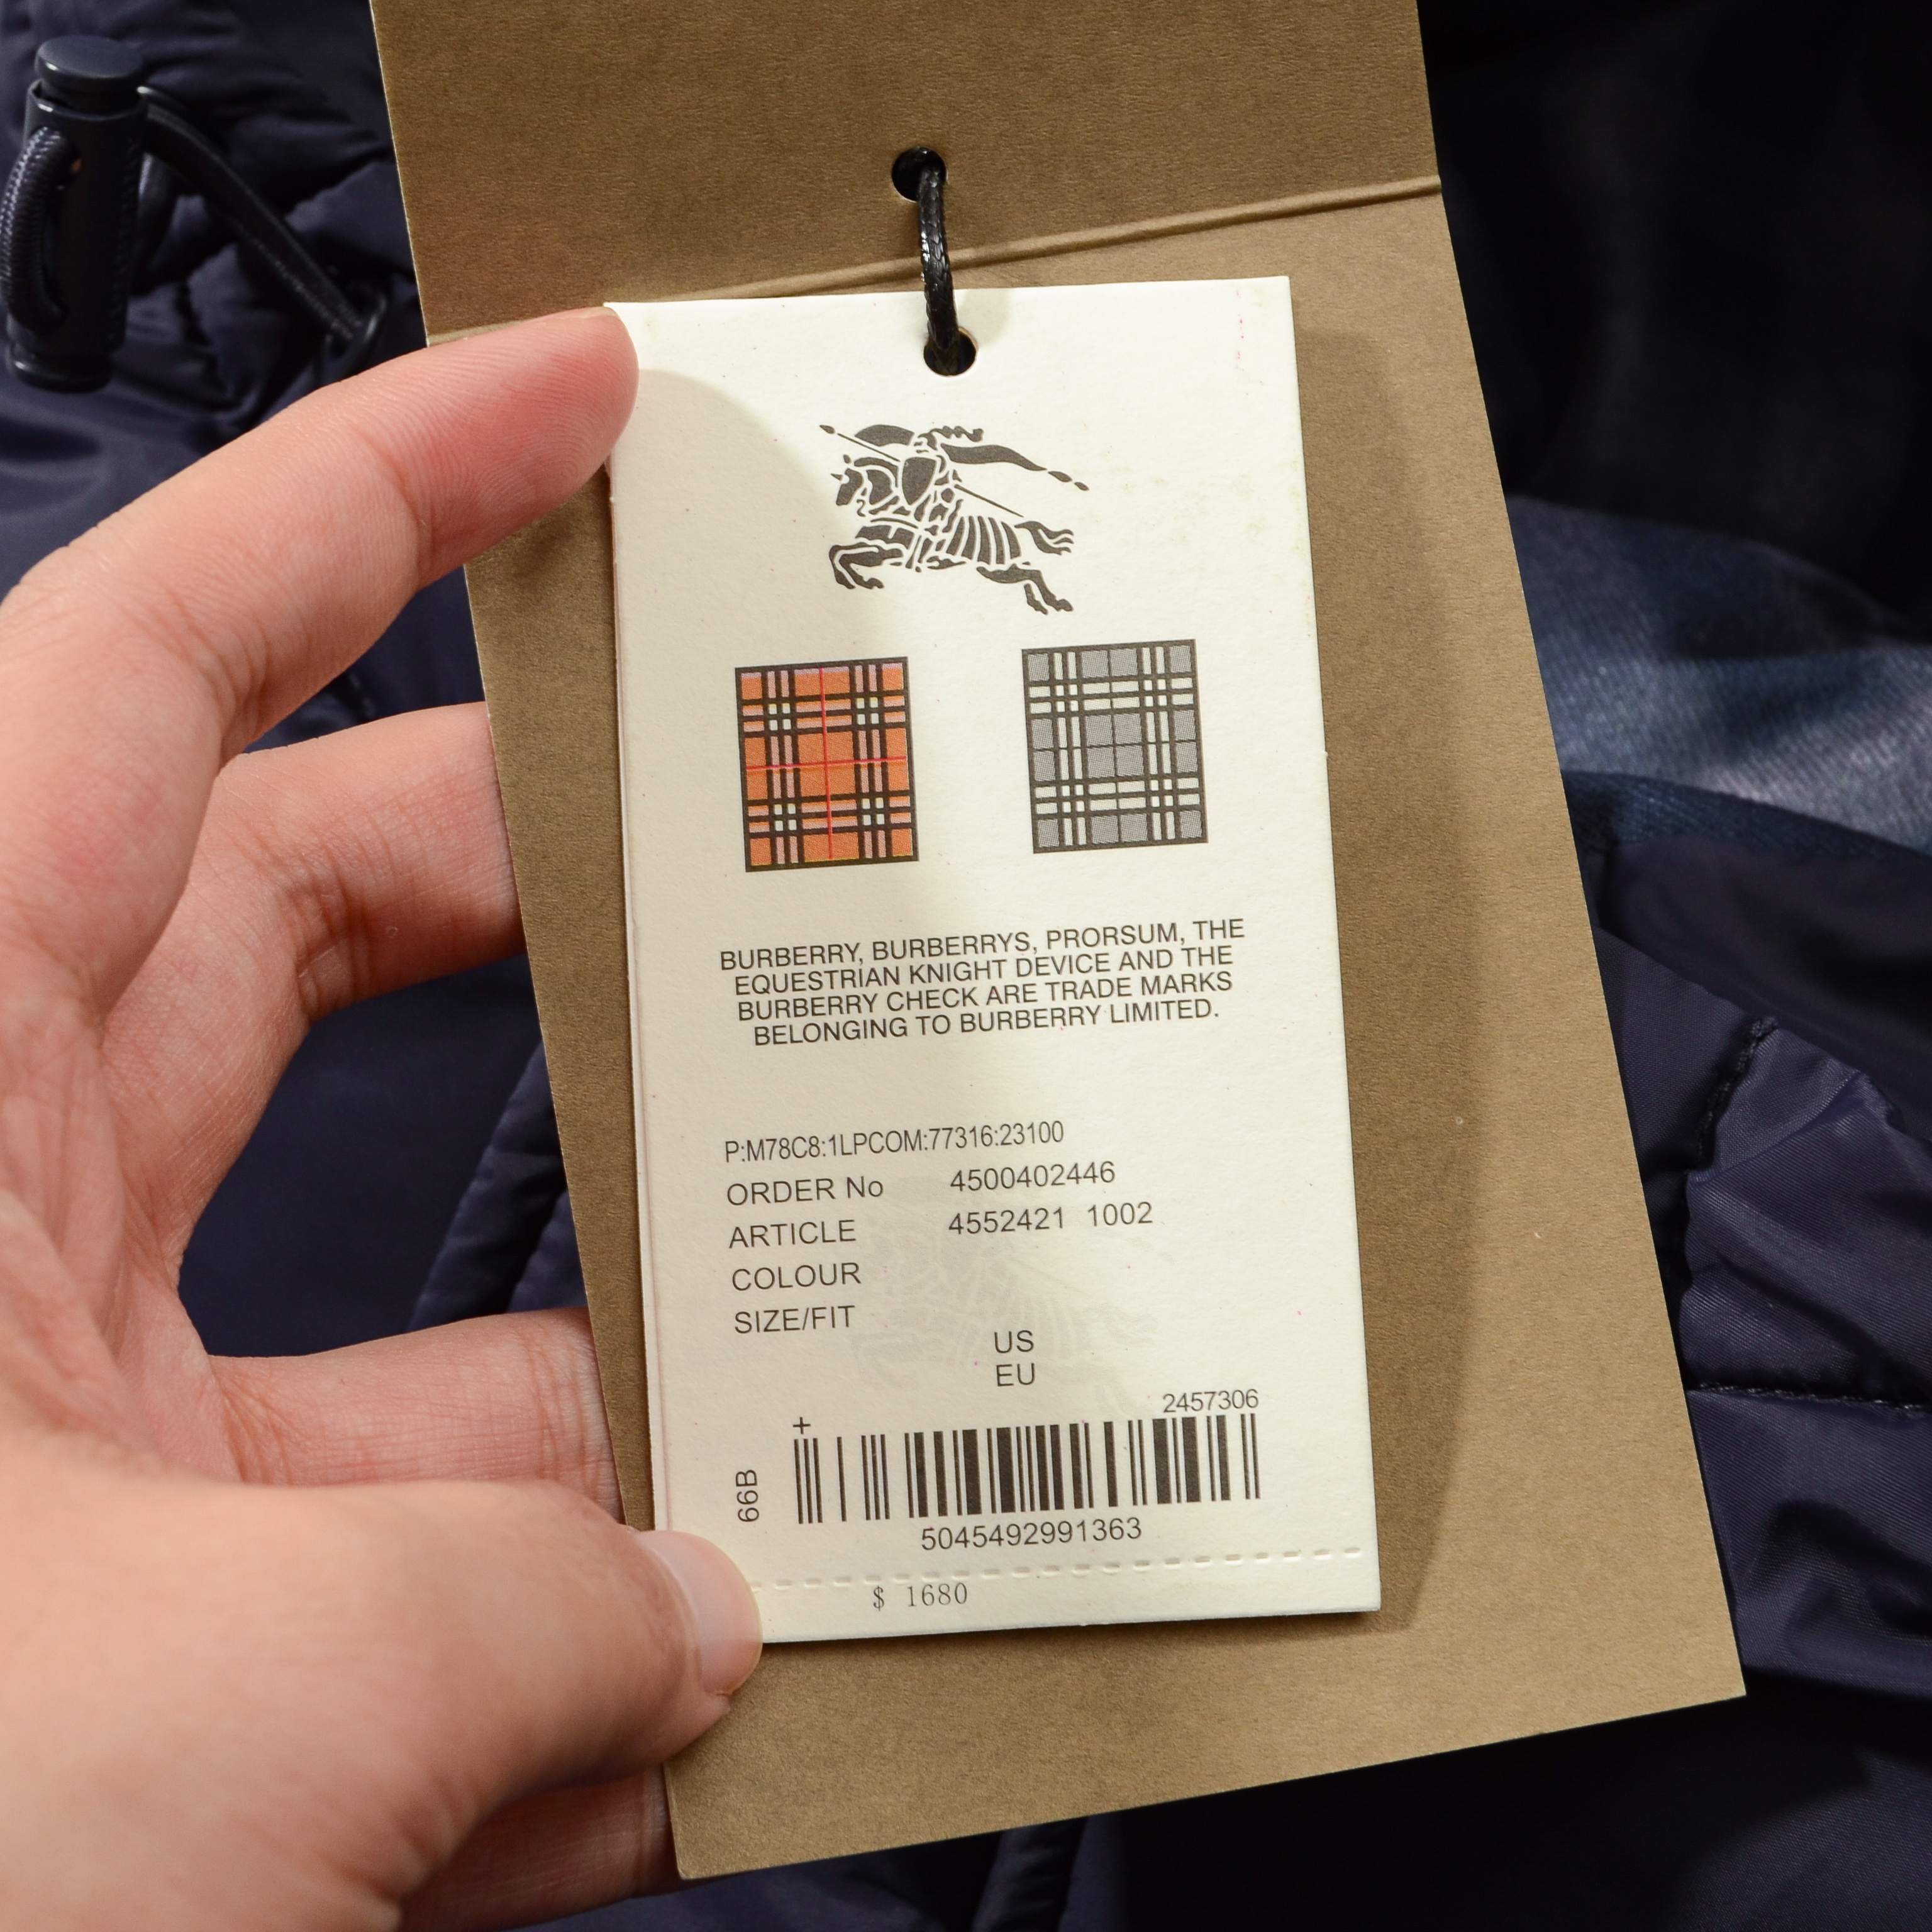 BURBERRY, BURBERRYS, PRORSUM, THE
EQUESTRIAN KNIGHT DEVICE AND THE
BURBERRY CHECK ARE TRADE MARKS
BELONGING TO BURBERRY LIMITED.
P:M78C8:1LPCOM:77316:23100
ORDER No 4500402446
ARTICLE 4552421 1002
COLOUR
SIZE/FIT
US
EU
2457306
+
66B
5045492991363
$ 1680